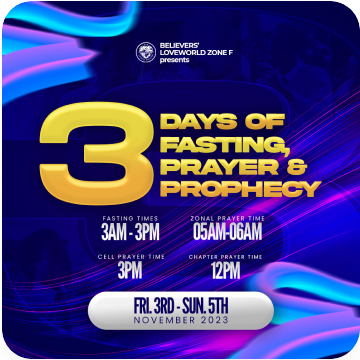 BELIEVERS'
LOVEWORLD ZONE F
presents
3
DAYS OF
FASTING,
PRAYER &
PROPHECY
FASTING TIMES
3AM - 3PM
ZONAL PRAYER TIME
05AM-06AM
CELL PRAYER TIME
3PM
CHAPTER PRAYER TIME
12PM
FRI. 3RD - SUN. 5TH
NOVEMBER 2023